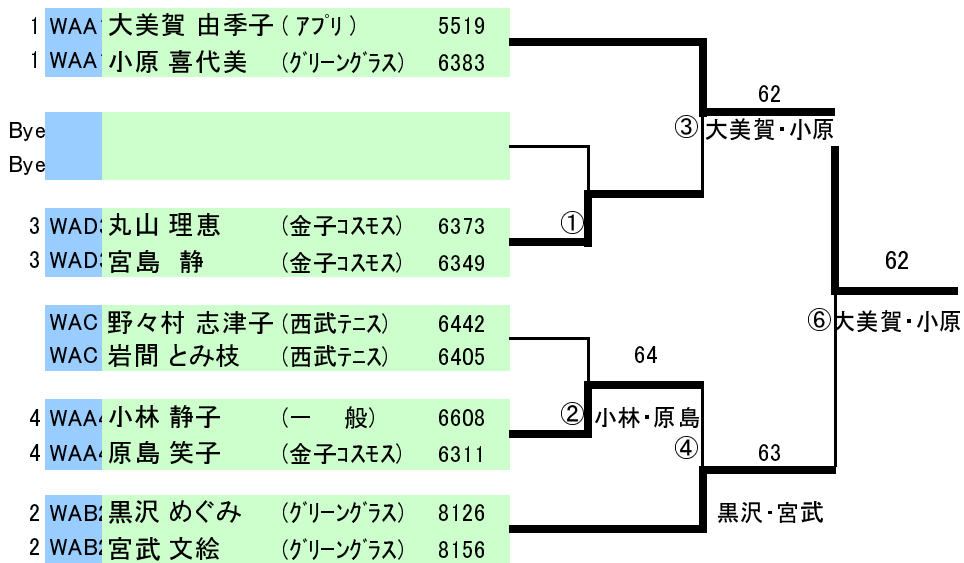 1 WAA 大美賀 由季子 (アプリ) 5519
1 WAA 小原 喜代美 (グリーングラス) 6383
62
③ 大美賀・小原
Bye
Bye
3 WAD3 丸山 理恵 (金子コスモス) 6373
①
3 WAD3 宮島 静 (金子コスモス) 6349
62
⑥ 大美賀・小原
WAC 野々村 志津子 (西武テニス) 6442
WAC 岩間 とみ枝 (西武テニス) 6405
64
4 WAA4 小林 静子 (一 般) 6608
② 小林・原島
4 WAA4 原島 笑子 (金子コスモス) 6311
④
63
2 WAB2 黒沢 めぐみ (グリーングラス) 8126
黒沢・宮武
2 WAB2 宮武 文絵 (グリーングラス) 8156